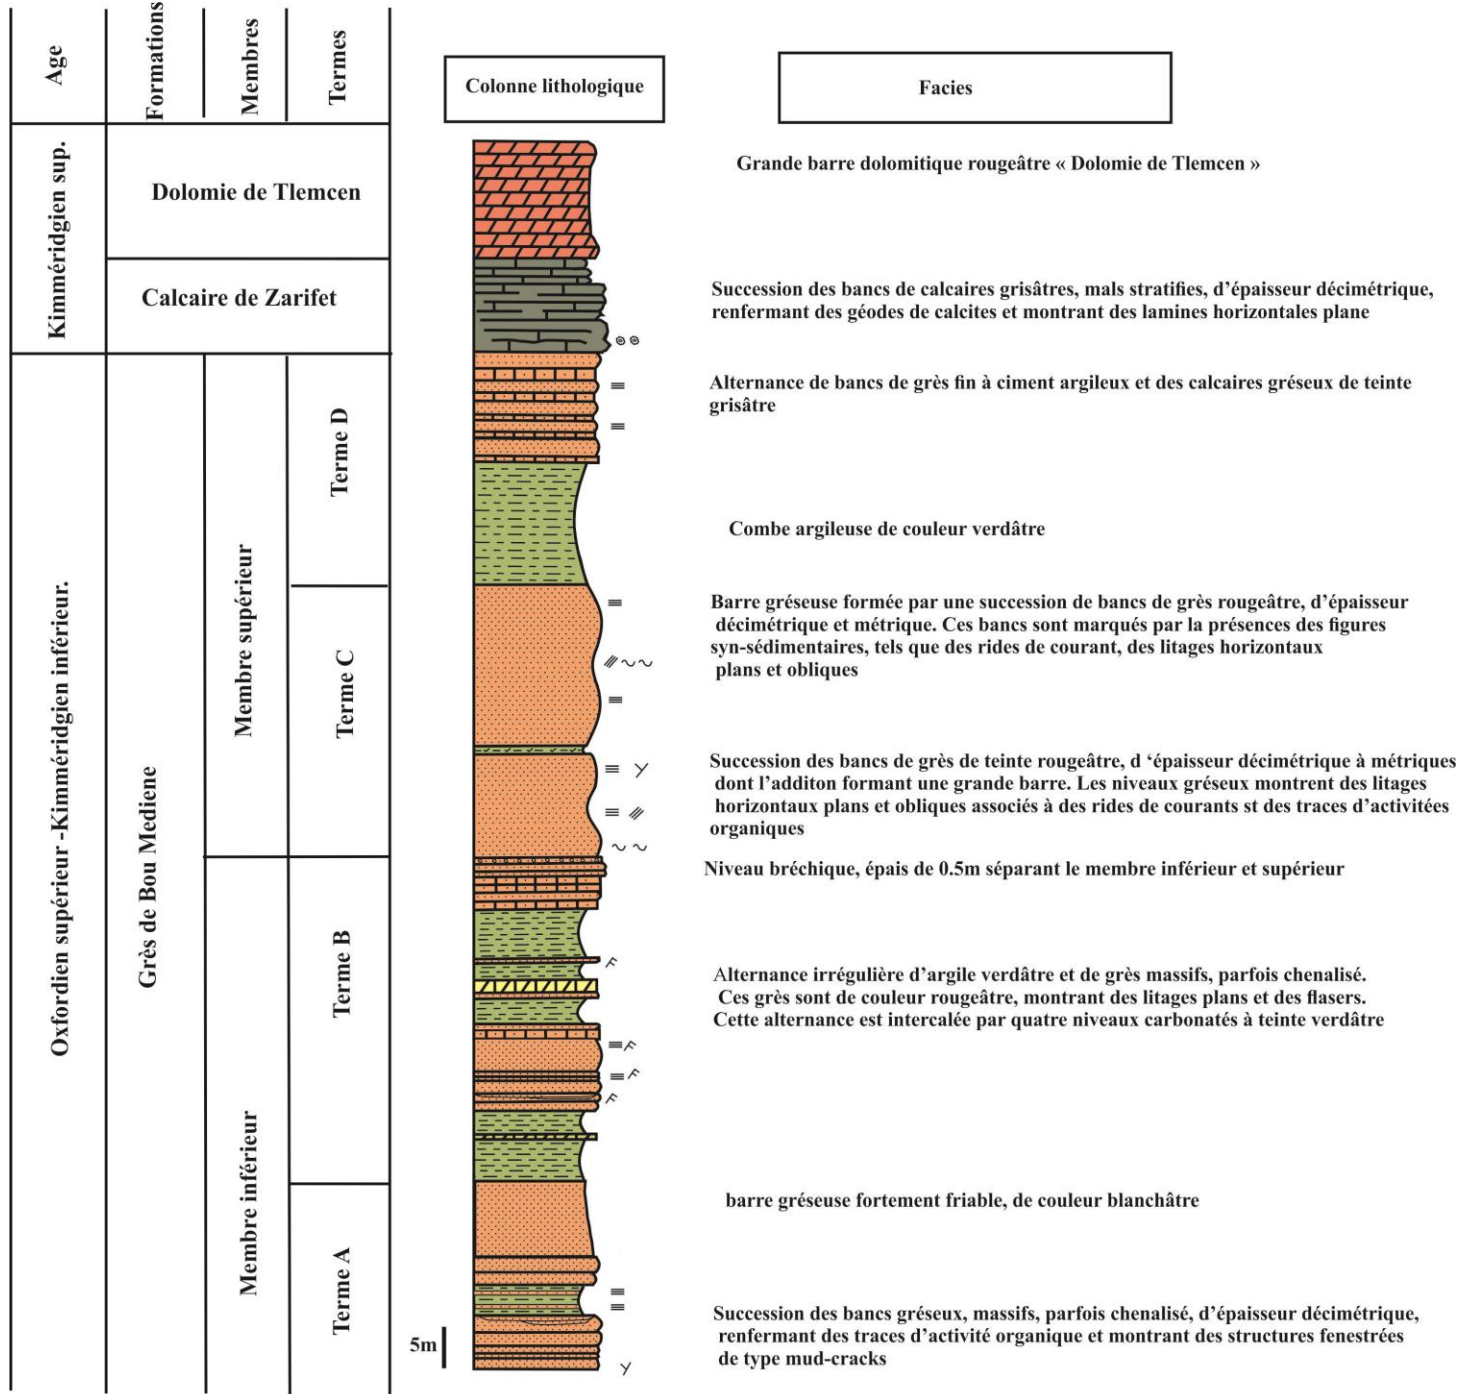 Age
Formations
Membres
Termes
Colonne lithologique
Facies
Kimméridgien sup.
Dolomie de Tlemcen
Grande barre dolomitique rougeâtre « Dolomie de Tlemcen »
Calcaire de Zarifet
Succession des bancs de calcaires grisâtres, mals stratifies, d'épaisseur décimétrique,
renfermant des géodes de calcites et montrant des lamines horizontales plane
Oxfordien supérieur -Kimméridgien inférieur.
Grès de Bou Mediene
Membre supérieur
Terme D
Alternance de bancs de grès fin à ciment argileux et des calcaires gréseux de teinte
grisâtre
Combe argileuse de couleur verdâtre
Terme C
Barre gréseuse formée par une succession de bancs de grès rougeâtre, d'épaisseur
décimétrique et métrique. Ces bancs sont marqués par la présences des figures
syn-sédimentaires, tels que des rides de courant, des litages horizontaux
plans et obliques
Succession des bancs de grès de teinte rougeâtre, d ‘épaisseur décimétrique à métriques
dont l'additon formant une grande barre. Les niveaux gréseux montrent des litages
horizontaux plans et obliques associés à des rides de courants st des traces d'activitées
organiques
Niveau bréchique, épais de 0.5m séparant le membre inférieur et supérieur
Membre inférieur
Terme B
F
Alternance irrégulière d'argile verdâtre et de grès massifs, parfois chenalisé.
Ces grès sont de couleur rougeâtre, montrant des litages plans et des flasers.
Cette alternance est intercalée par quatre niveaux carbonatés à teinte verdâtre
F
F
F
barre gréseuse fortement friable, de couleur blanchâtre
Terme A
Succession des bancs gréseux, massifs, parfois chenalisé, d'épaisseur décimétrique,
renfermant des traces d'activité organique et montrant des structures fenestrées
de type mud-cracks
5m